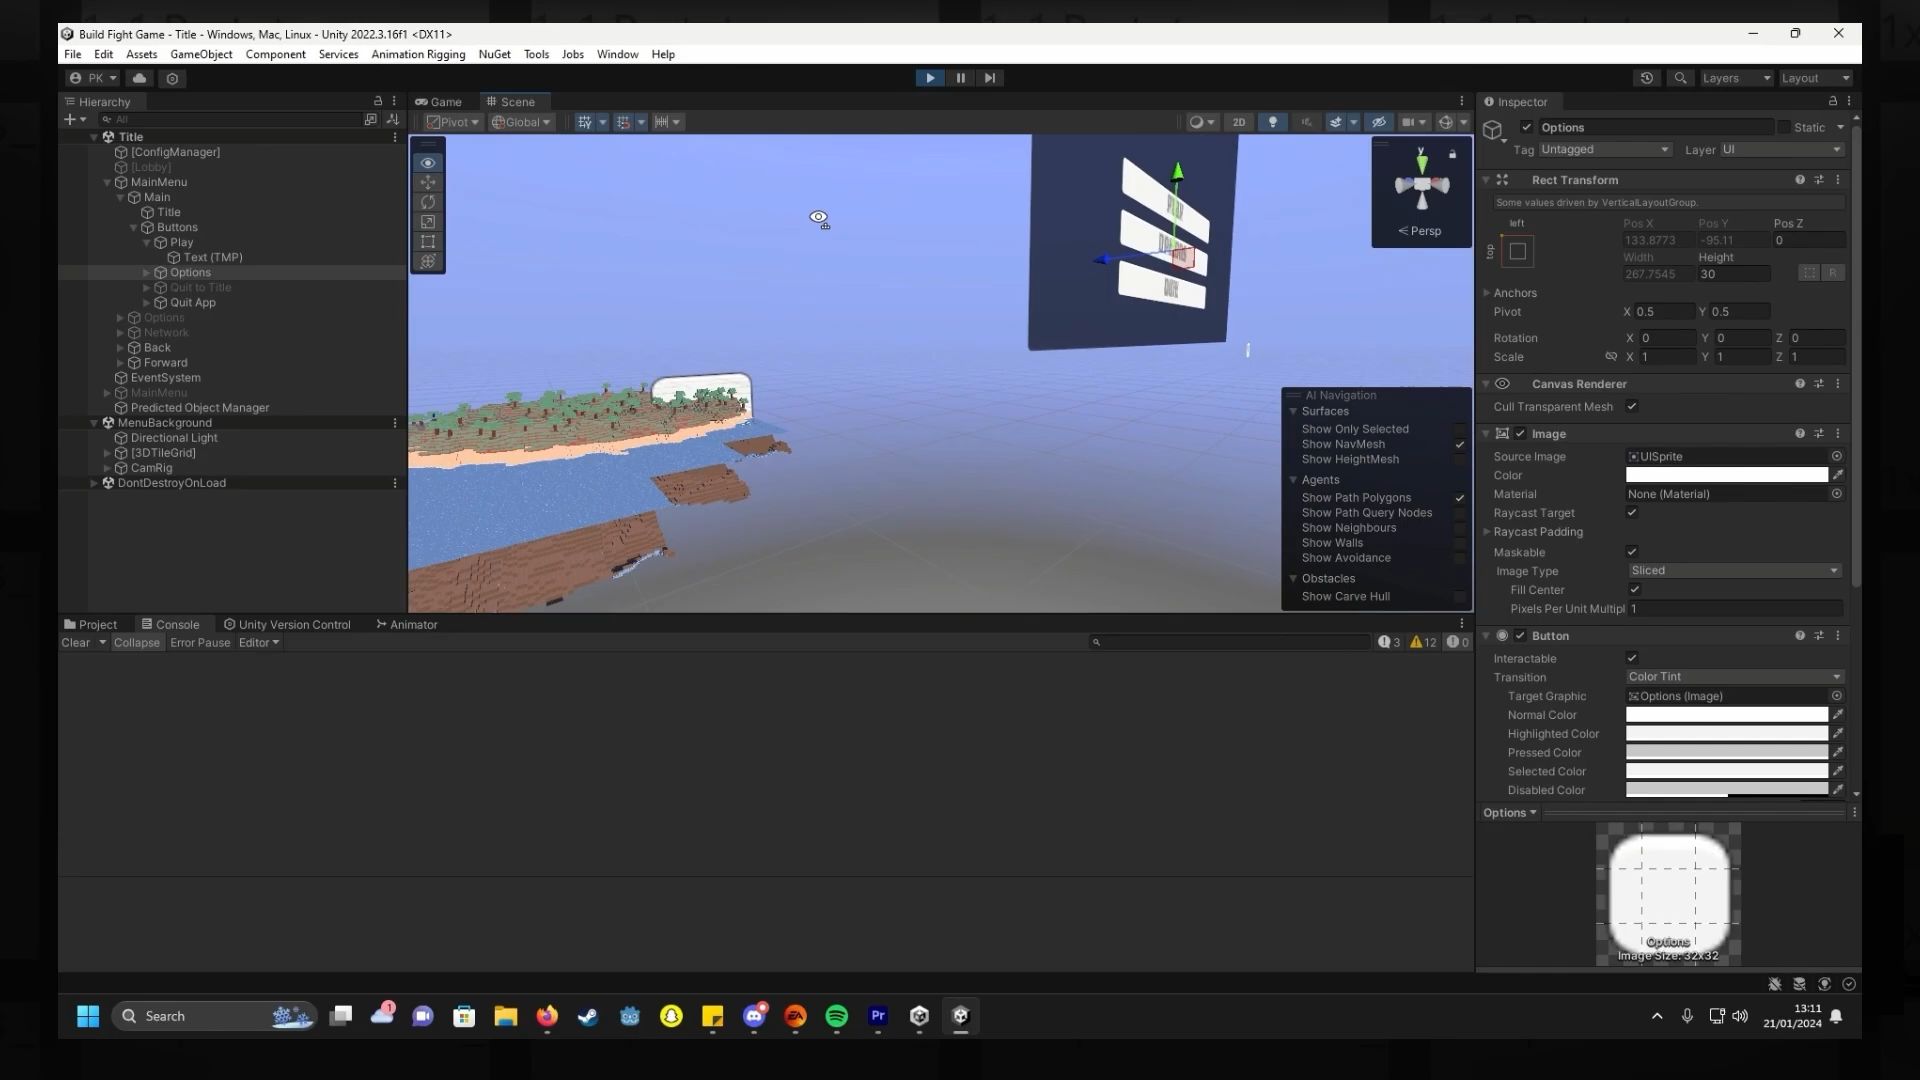 Build Fight Game - Title - Windows, Mac, Linux - Unity 2022.3.16f1 <DX11>
File Edit Assets GameObject Component Services Animation Rigging NuGet Tools Jobs Window Help
PK Layers Layout
Hierarchy
All
Title
[ConfigManager]
[Lobby]
MainMenu
Main
Title
Buttons
Play
Text (TMP)
Options
Quit to Title
Quit App
Options
Network
Back
Forward
EventSystem
MainMenu
Predicted Object Manager
MenuBackground
Directional Light
[3DTileGrid]
CamRig
DontDestroyOnLoad
Game Scene
Pivot Global 2D
y
Persp
PLAY
OPTIONS
QUIT
AI Navigation
Surfaces
Show Only Selected
Show NavMesh
Show HeightMesh
Agents
Show Path Polygons
Show Path Query Nodes
Show Neighbours
Show Walls
Show Avoidance
Obstacles
Show Carve Hull
Project Console Unity Version Control Animator
Clear Collapse Error Pause Editor 3 12 0
Inspector
Options Static
Tag Untagged Layer UI
Rect Transform
Some values driven by VerticalLayoutGroup.
left Pos X Pos Y Pos Z
133.8773 -95.11 0
top Width Height
267.7545 30 R
Anchors
Pivot X 0.5 Y 0.5
Rotation X 0 Y 0 Z 0
Scale X 1 Y 1 Z 1
Canvas Renderer
Cull Transparent Mesh
Image
Source Image UISprite
Color
Material None (Material)
Raycast Target
Raycast Padding
Maskable
Image Type Sliced
Fill Center
Pixels Per Unit Multipl 1
Button
Interactable
Transition Color Tint
Target Graphic Options (Image)
Normal Color
Highlighted Color
Pressed Color
Selected Color
Disabled Color
Options
Options
Image Size: 32x32
Search 1 EA Pr
13:11
21/01/2024